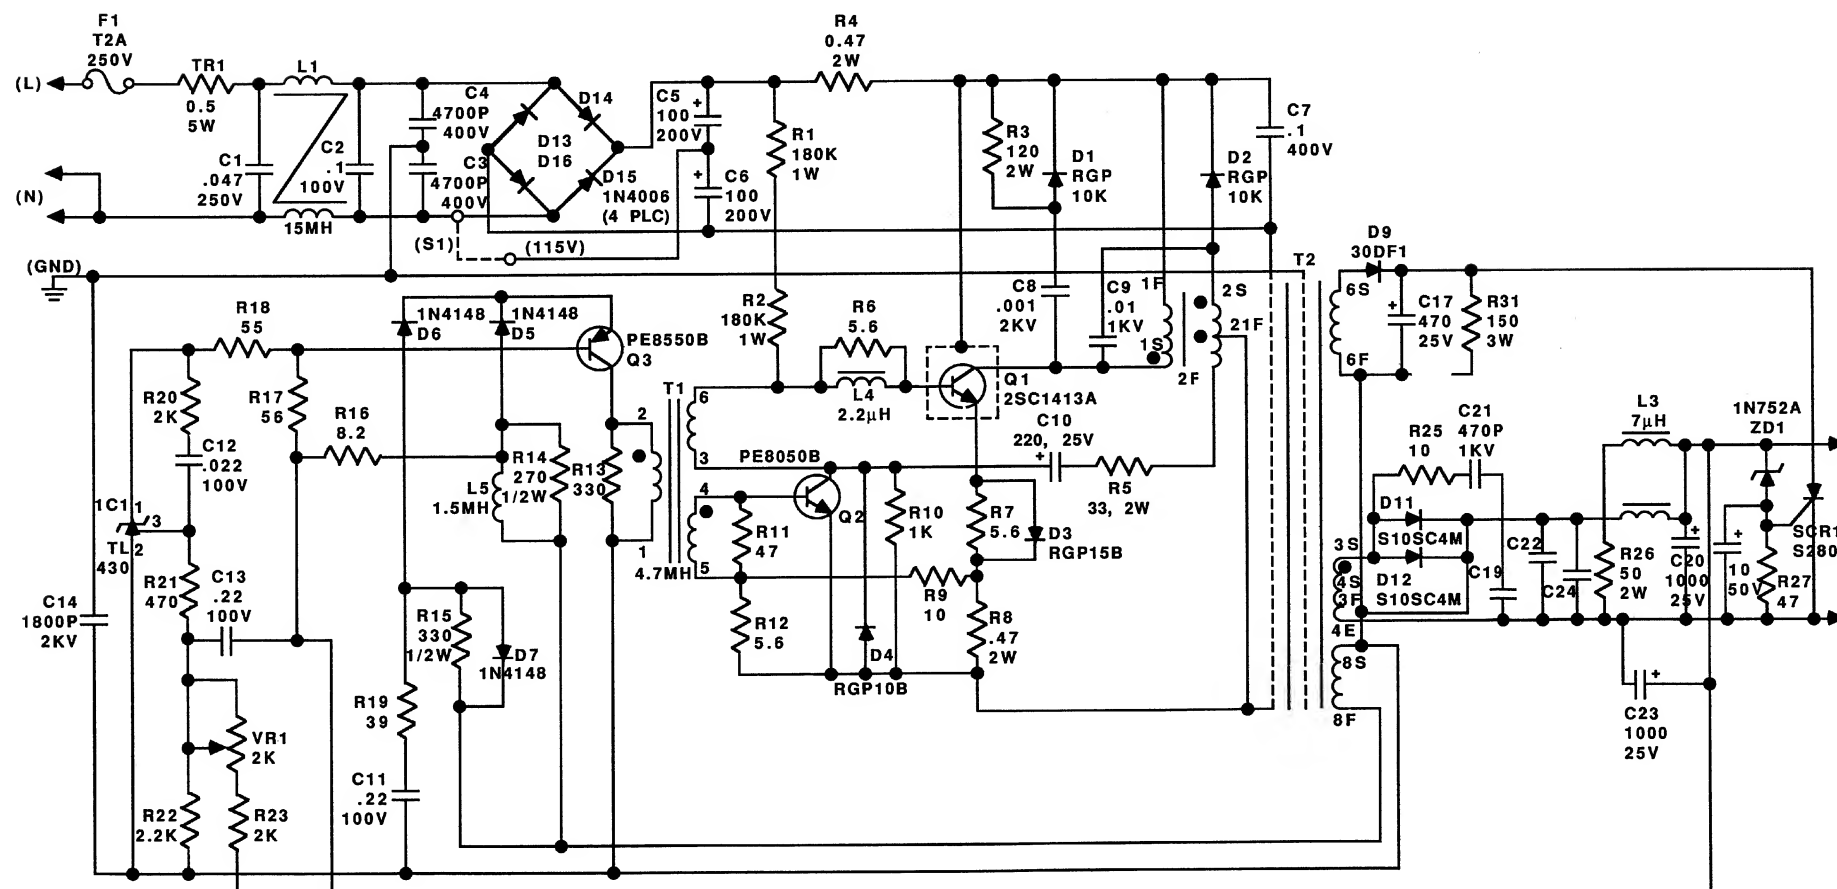 F1
T2A
250V
(L)
TR1
0.5
5W
L1
C4
4700P
400V
C3
4700P
400V
D14
D13
D16
D15
1N4006
(4 PLC)
C1
.047
250V
C2
.1
100V
(N)
15MH
(S1)
(115V)
(GND)
C5
100
200V
C6
100
200V
R1
180K
1W
R4
0.47
2W
R3
120
2W
D1
RGP
10K
D2
RGP
10K
C7
.1
400V
R2
180K
1W
R6
5.6
L4
2.2µH
C8
.001
2KV
C9
.01
1KV
1F
1S
2S
21F
2F
T2
Q1
2SC1413A
C10
220, 25V
R5
33, 2W
R18
55
1N4148
D6
1N4148
D5
PE8550B
Q3
R20
2K
R17
56
R16
8.2
C12
.022
100V
1C1
1
3
TL
2
430
R21
470
C13
.22
100V
C14
1800P
2KV
L5
1.5MH
R14
270
1/2W
R13
330
T1
2
1
6
3
4
5
4.7MH
PE8050B
Q2
R11
47
R12
5.6
R10
1K
R9
10
D4
RGP10B
R7
5.6
D3
RGP15B
R8
.47
2W
R15
330
1/2W
D7
1N4148
R19
39
C11
.22
100V
VR1
2K
R22
2.2K
R23
2K
D9
30DF1
6S
6F
C17
470
25V
R31
150
3W
R25
10
C21
470P
1KV
D11
S10SC4M
D12
S10SC4M
3S
4S
3F
4E
8S
8F
C19
C22
C24
L3
7µH
R26
50
2W
C20
1000
25V
10
50V
1N752A
ZD1
SCR1
S280
R27
47
C23
1000
25V